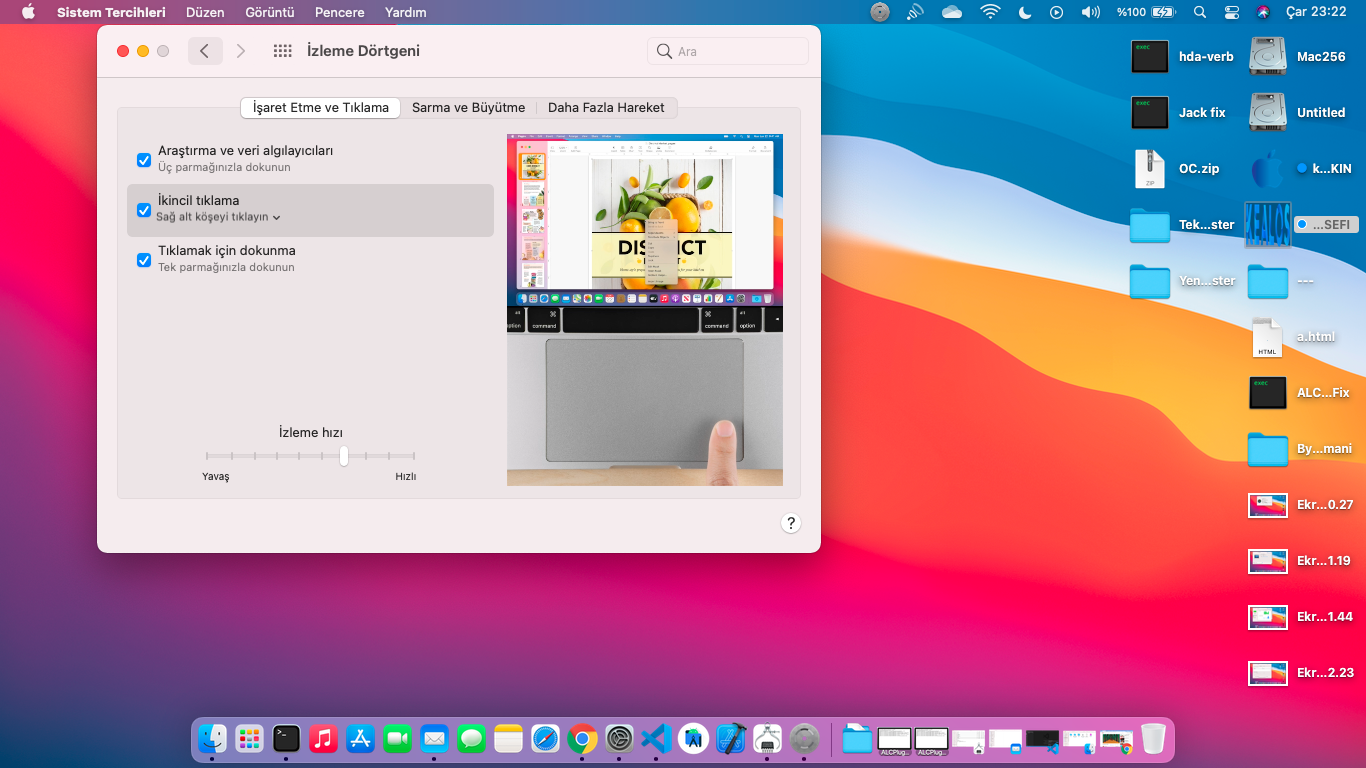 Sistem Tercihleri Düzen Görüntü Pencere Yardım
%100 Çar 23:22
İzleme Dörtgeni
Ara
İşaret Etme ve Tıklama Sarma ve Büyütme Daha Fazla Hareket
Araştırma ve veri algılayıcıları
Üç parmağınızla dokunun
İkincil tıklama
Sağ alt köşeyi tıklayın
Tıklamak için dokunma
Tek parmağınızla dokunun
İzleme hızı
Yavaş Hızlı
command command option
?
exec
hda-verb
Mac256
exec
Jack fix
Untitled
ZIP
OC.zip
k...KIN
Tek...ster
...SEFI
Yen...ster
---
HTML
a.html
exec
ALC...Fix
By...mani
Ekr...0.27
Ekr...1.19
Ekr...1.44
Ekr...2.23
ALCPlug... ALCPlug...